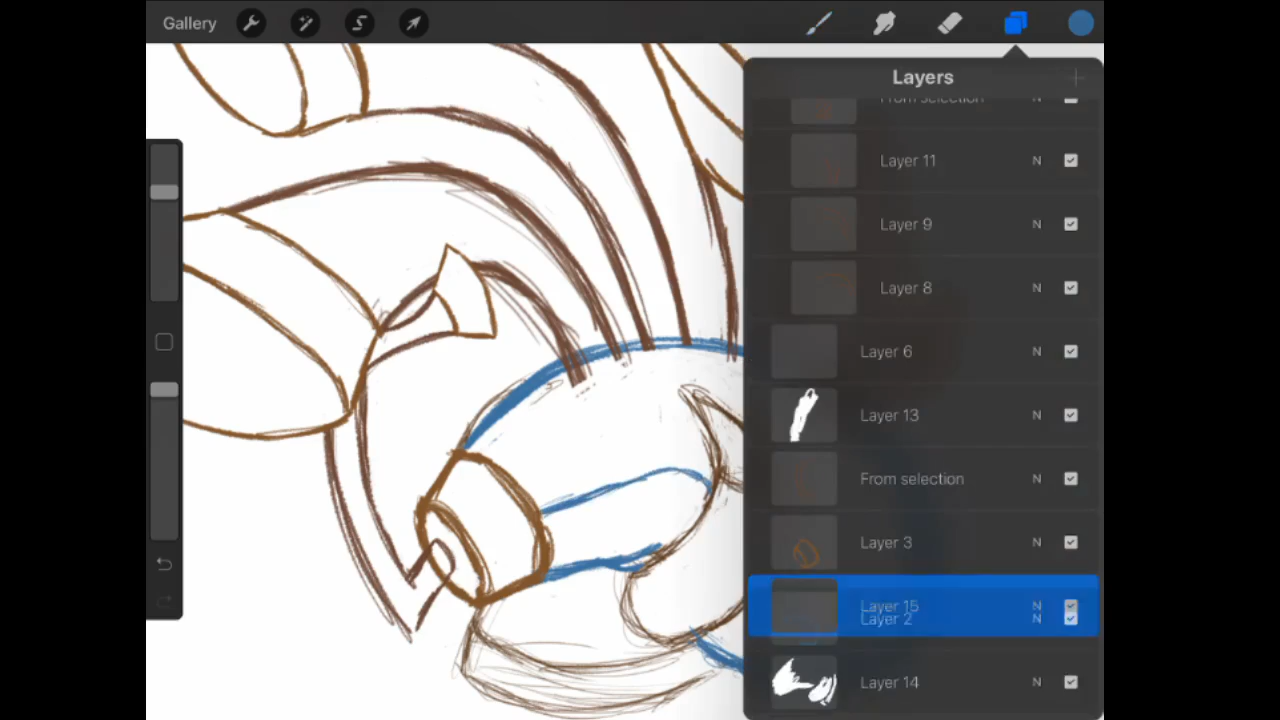 Gallery
Layers
From selection N
Layer 11 N
Layer 9 N
Layer 8 N
Layer 6 N
Layer 13 N
From selection N
Layer 3 N
Layer 15 N
Layer 2 N
Layer 14 N